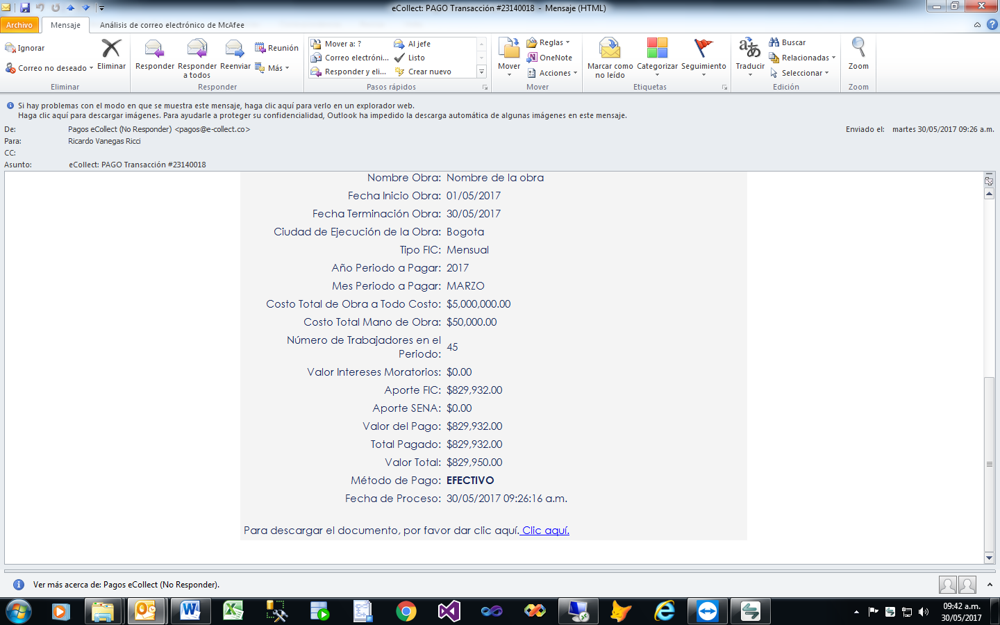 eCollect: PAGO Transacción #23140018 - Mensaje (HTML)
Archivo Mensaje Análisis de correo electrónico de McAfee
Ignorar
Correo no deseado
Eliminar
Eliminar
Responder
Responder a todos
Reenviar
Reunión
Más
Responder
Mover a: ?
Correo electróni...
Responder y eli...
Al jefe
Listo
Crear nuevo
Pasos rápidos
Mover
Reglas
OneNote
Acciones
Mover
Marcar como no leído
Categorizar
Seguimiento
Etiquetas
Traducir
Buscar
Relacionadas
Seleccionar
Edición
Zoom
Zoom
Si hay problemas con el modo en que se muestra este mensaje, haga clic aquí para verlo en un explorador web.
Haga clic aquí para descargar imágenes. Para ayudarle a proteger su confidencialidad, Outlook ha impedido la descarga automática de algunas imágenes en este mensaje.
De: Pagos eCollect (No Responder) <pagos@e-collect.co> Enviado el: martes 30/05/2017 09:26 a.m.
Para: Ricardo Vanegas Ricci
CC:
Asunto: eCollect: PAGO Transacción #23140018
Nombre Obra: Nombre de la obra
Fecha Inicio Obra: 01/05/2017
Fecha Terminación Obra: 30/05/2017
Ciudad de Ejecución de la Obra: Bogota
Tipo FIC: Mensual
Año Periodo a Pagar: 2017
Mes Periodo a Pagar: MARZO
Costo Total de Obra a Todo Costo: $5,000,000.00
Costo Total Mano de Obra: $50,000.00
Número de Trabajadores en el
Periodo: 45
Valor Intereses Moratorios: $0.00
Aporte FIC: $829,932.00
Aporte SENA: $0.00
Valor del Pago: $829,932.00
Total Pagado: $829,932.00
Valor Total: $829,950.00
Método de Pago: EFECTIVO
Fecha de Proceso: 30/05/2017 09:26:16 a.m.
Para descargar el documento, por favor dar clic aquí. Clic aquí.
Ver más acerca de: Pagos eCollect (No Responder).
09:42 a.m.
30/05/2017